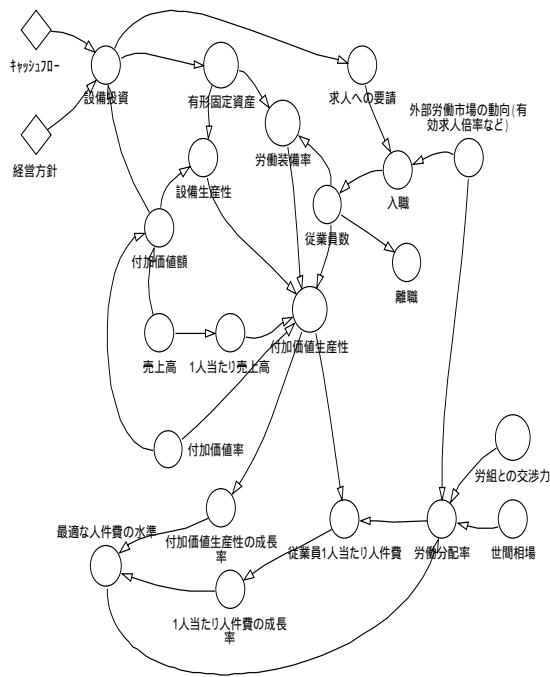 キャッシュフロー
設備投資
有形固定資産
求人への要請
外部労働市場の動向(有
効求人倍率など)
経営方針
労働装備率
設備生産性
入職
従業員数
付加価値額
離職
売上高
1人当たり売上高
付加価値生産性
付加価値率
労組との交渉力
最適な人件費の水準
付加価値生産性の成長
率
従業員1人当たり人件費
労働分配率
世間相場
1人当たり人件費の成長
率